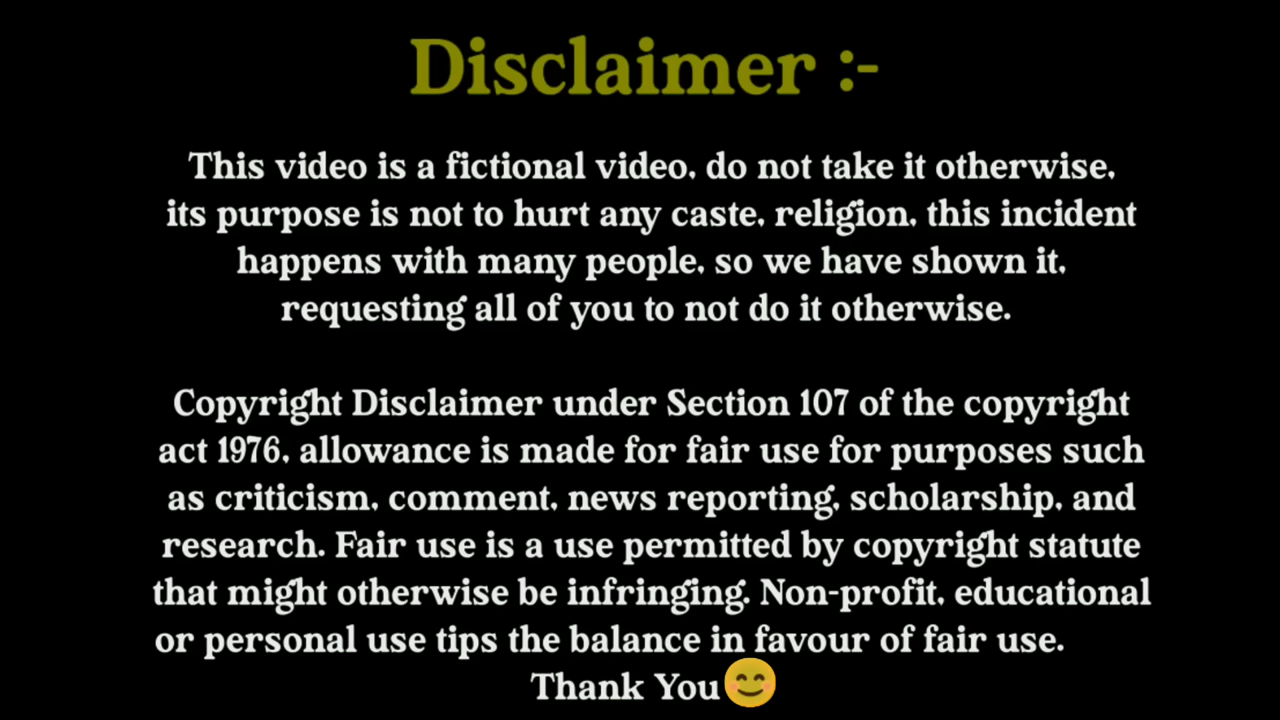 Disclaimer :-
This video is a fictional video, do not take it otherwise,
its purpose is not to hurt any caste, religion, this incident
happens with many people, so we have shown it,
requesting all of you to not do it otherwise.
Copyright Disclaimer under Section 107 of the copyright
act 1976, allowance is made for fair use for purposes such
as criticism, comment, news reporting, scholarship, and
research. Fair use is a use permitted by copyright statute
that might otherwise be infringing. Non-profit, educational
or personal use tips the balance in favour of fair use.
Thank You😊